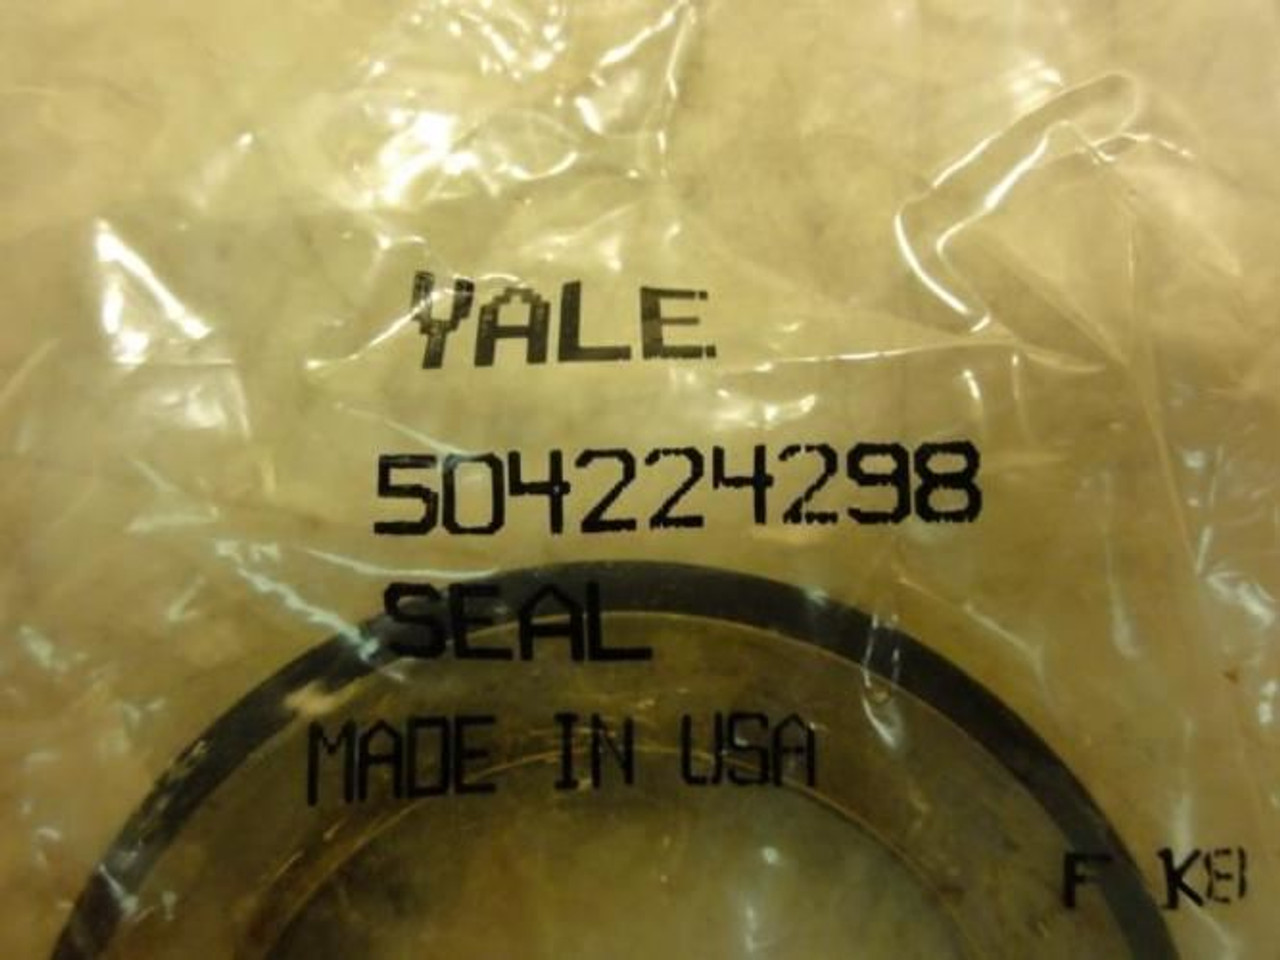 YALE
504224298
SEAL
MADE IN USA
F K8